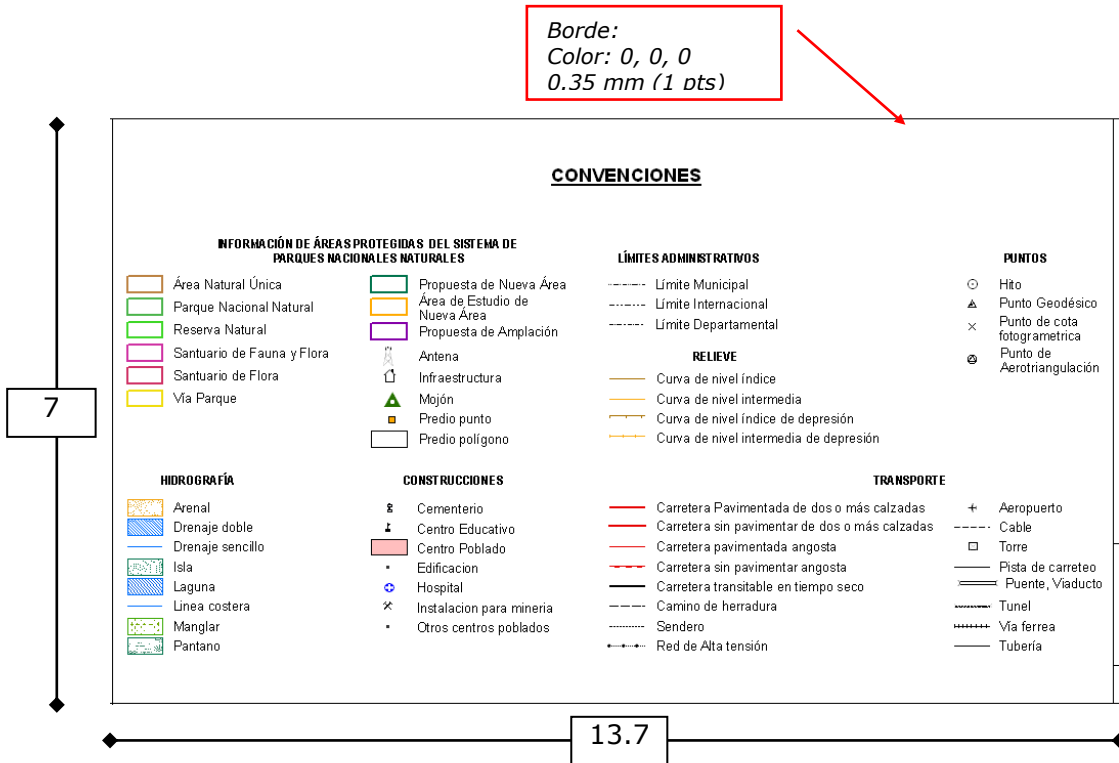 Borde:
Color: 0, 0, 0
0.35 mm (1 pts)
CONVENCIONES
INFORMACIÓN DE ÁREAS PROTEGIDAS DEL SISTEMA DE
PARQUES NACIONALES NATURALES
Área Natural Única
Parque Nacional Natural
Reserva Natural
Santuario de Fauna y Flora
Santuario de Flora
Vía Parque
Propuesta de Nueva Área
Área de Estudio de
Nueva Área
Propuesta de Amplación
Antena
Infraestructura
Mojón
Predio punto
Predio polígono
LÍMITES ADMINISTRATIVOS
Límite Municipal
Límite Internacional
Límite Departamental
RELIEVE
Curva de nivel índice
Curva de nivel intermedia
Curva de nivel índice de depresión
Curva de nivel intermedia de depresión
PUNTOS
Hito
Punto Geodésico
Punto de cota
fotogrametrica
Punto de
Aerotriangulación
HIDROGRAFÍA
Arenal
Drenaje doble
Drenaje sencillo
Isla
Laguna
Linea costera
Manglar
Pantano
CONSTRUCCIONES
Cementerio
Centro Educativo
Centro Poblado
Edificacion
Hospital
Instalacion para mineria
Otros centros poblados
TRANSPORTE
Carretera Pavimentada de dos o más calzadas
Carretera sin pavimentar de dos o más calzadas
Carretera pavimentada angosta
Carretera sin pavimentar angosta
Carretera transitable en tiempo seco
Camino de herradura
Sendero
Red de Alta tensión
Aeropuerto
Cable
Torre
Pista de carreteo
Puente, Viaducto
Tunel
Vía ferrea
Tubería
7
13.7